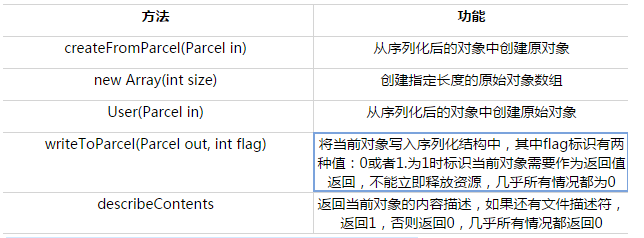 方法 功能
createFromParcel(Parcel in) 从序列化后的对象中创建原对象
new Array(int size) 创建指定长度的原始对象数组
User(Parcel in) 从序列化后的对象中创建原始对象
writeToParcel(Parcel out, int flag) 将当前对象写入序列化结构中，其中flag标识有两
种值：0或者1.为1时标识当前对象需要作为返回值
返回，不能立即释放资源，几乎所有情况都为0
describeContents 返回当前对象的内容描述，如果还有文件描述符，
返回1，否则返回0，几乎所有情况都返回0